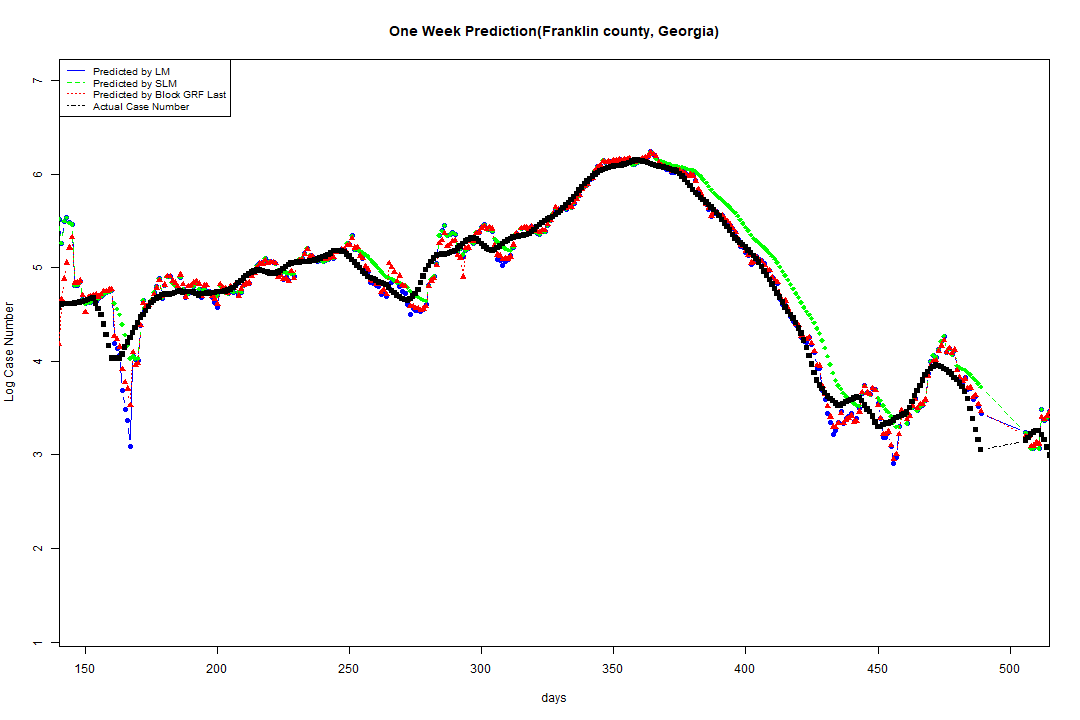 One Week Prediction(Franklin county, Georgia)
Predicted by LM
Predicted by SLM
Predicted by Block GRF Last
Actual Case Number
Log Case Number
7
6
5
4
3
2
1
150 200 250 300 350 400 450 500
days